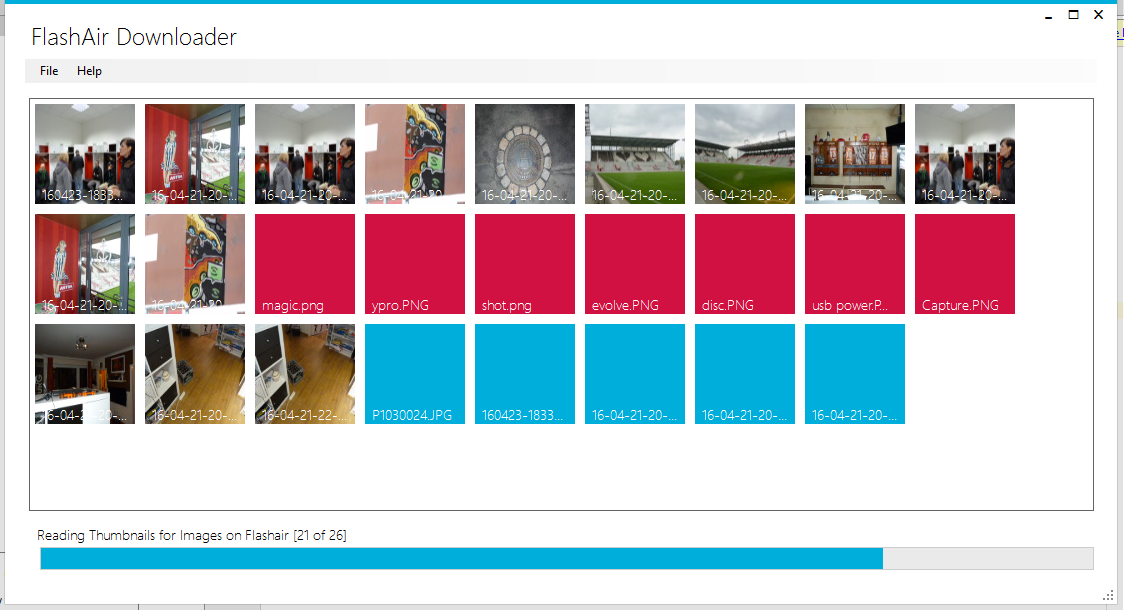 FlashAir Downloader
File Help
160423-1833... 16-04-21-20-... 16-04-21-20-... 16-04-21-20-... 16-04-21-20-... 16-04-21-20-... 16-04-21-20-... 16-04-21-20-... 16-04-21-20-...
16-04-21-20-... 16-04-21-20-... magic.png ypro.PNG shot.png evolve.PNG disc.PNG usb power.P... Capture.PNG
16-04-21-20-... 16-04-21-20-... 16-04-21-22-... P1030024.JPG 160423-1833... 16-04-21-20-... 16-04-21-20-... 16-04-21-20-...
Reading Thumbnails for Images on Flashair [21 of 26]